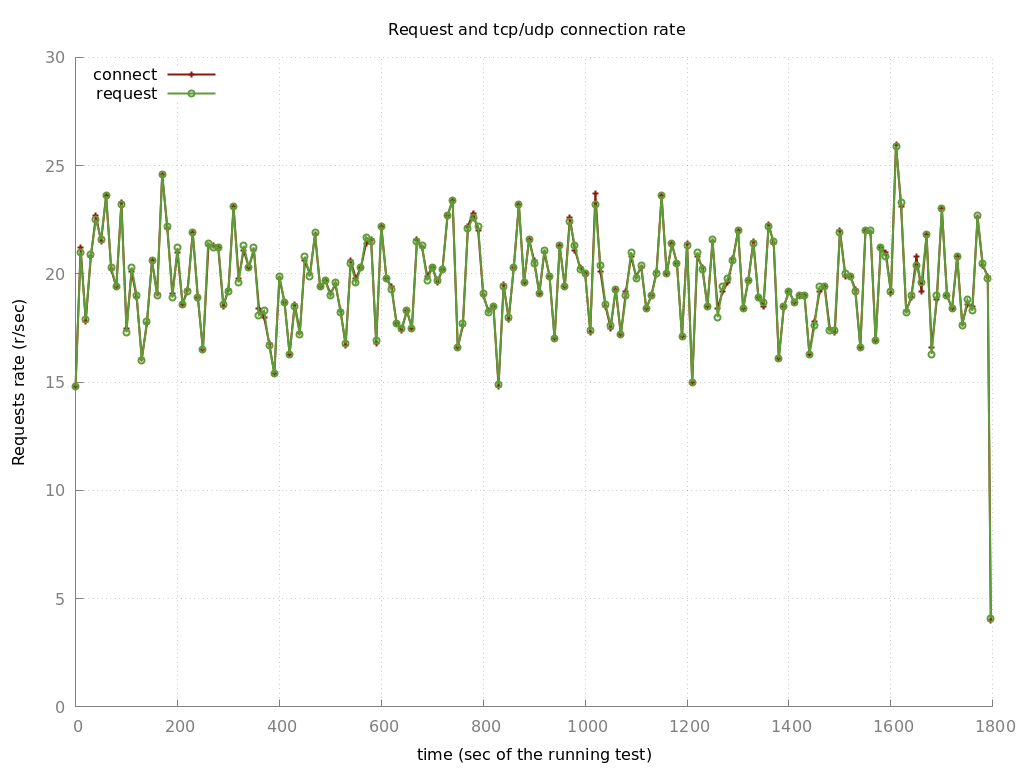 Request and tcp/udp connection rate
30
connect
request
25
20
Requests rate (r/sec)
15
10
5
0
0 200 400 600 800 1000 1200 1400 1600 1800
time (sec of the running test)